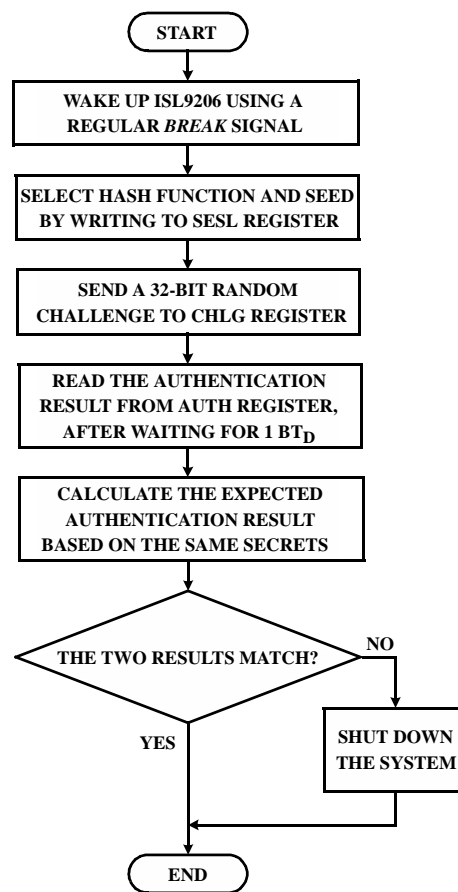 START
WAKE UP ISL9206 USING A
REGULAR BREAK SIGNAL
SELECT HASH FUNCTION AND SEED
BY WRITING TO SESL REGISTER
SEND A 32-BIT RANDOM
CHALLENGE TO CHLG REGISTER
READ THE AUTHENTICATION
RESULT FROM AUTH REGISTER,
AFTER WAITING FOR 1 BTD
CALCULATE THE EXPECTED
AUTHENTICATION RESULT
BASED ON THE SAME SECRETS
THE TWO RESULTS MATCH?
NO
YES
SHUT DOWN
THE SYSTEM
END